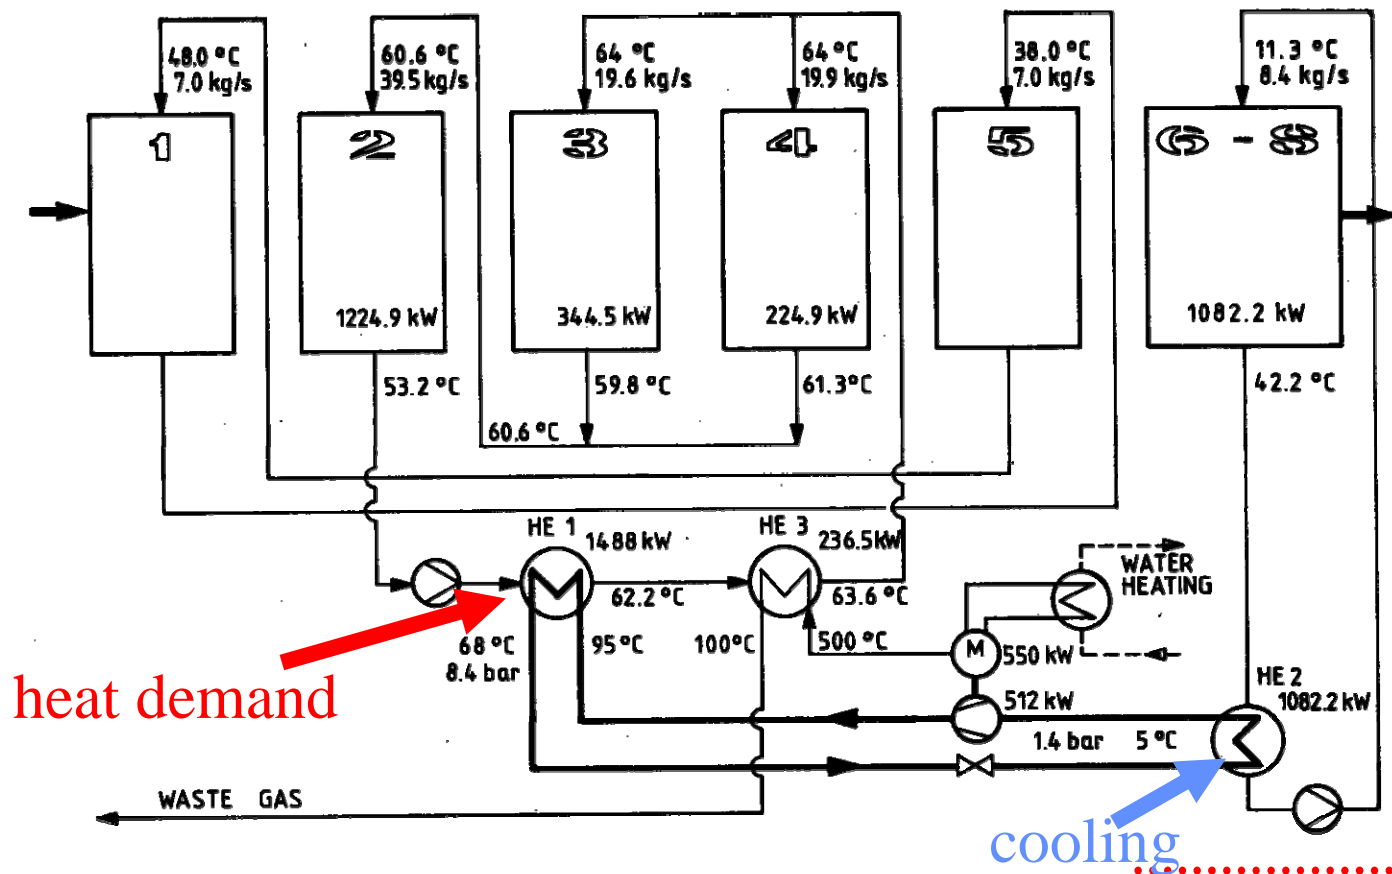 48.0 °C
7.0 kg/s
60.6 °C
39.5 kg/s
64 °C
19.6 kg/s
64 °C
19.9 kg/s
38.0 °C
7.0 kg/s
11.3 °C
8.4 kg/s
1
2
3
4
5
6 - 8
1224.9 kW
344.5 kW
224.9 kW
1082.2 kW
53.2 °C
59.8 °C
61.3°C
42.2 °C
60.6 °C
HE 1
1488 kW
HE 3
236.5kW
WATER
HEATING
62.2°C
63.6°C
68 °C
8.4 bar
95°C
100°C
500 °C
M
550 kW
HE 2
1082.2 kW
512 kW
1.4 bar 5 °C
heat demand
WASTE GAS
cooling